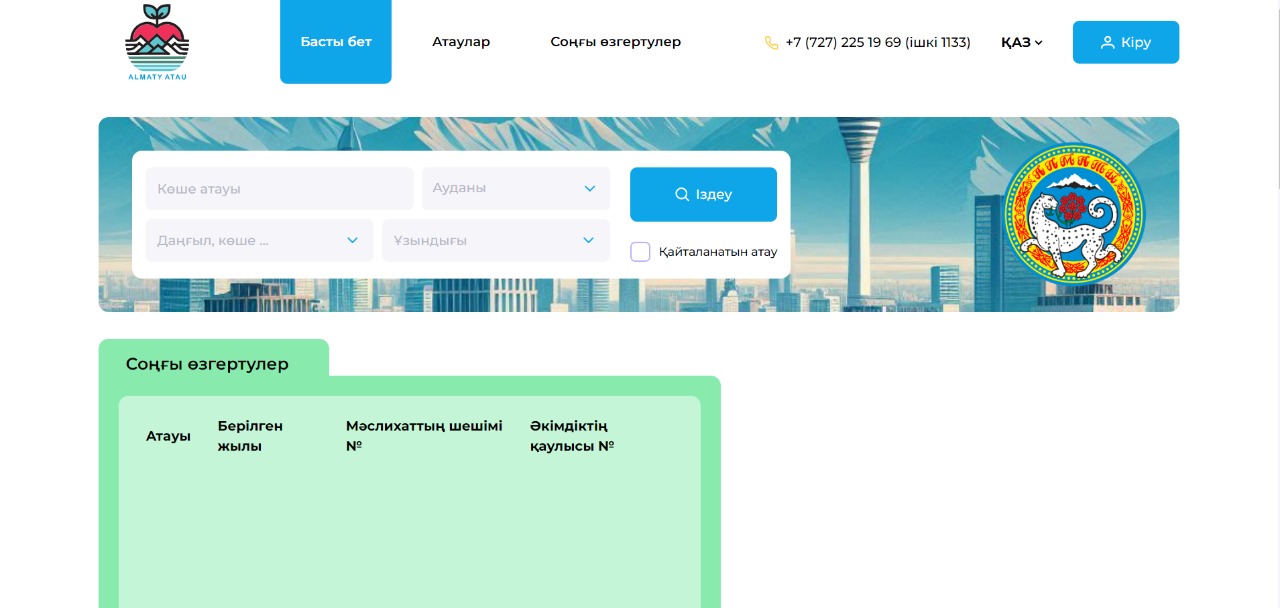 ALMATY ATAU
Басты бет
Атаулар
Соңғы өзгертулер
+7 (727) 225 19 69 (ішкі 1133)
ҚАЗ
Кіру
Көше атауы
Ауданы
Іздеу
Даңғыл, көше ...
Ұзындығы
Қайталанатын атау
АЛМАТЫ
Соңғы өзгертулер
Атауы
Берілген
жылы
Мәслихаттың шешімі
№
Әкімдіктің
қаулысы №